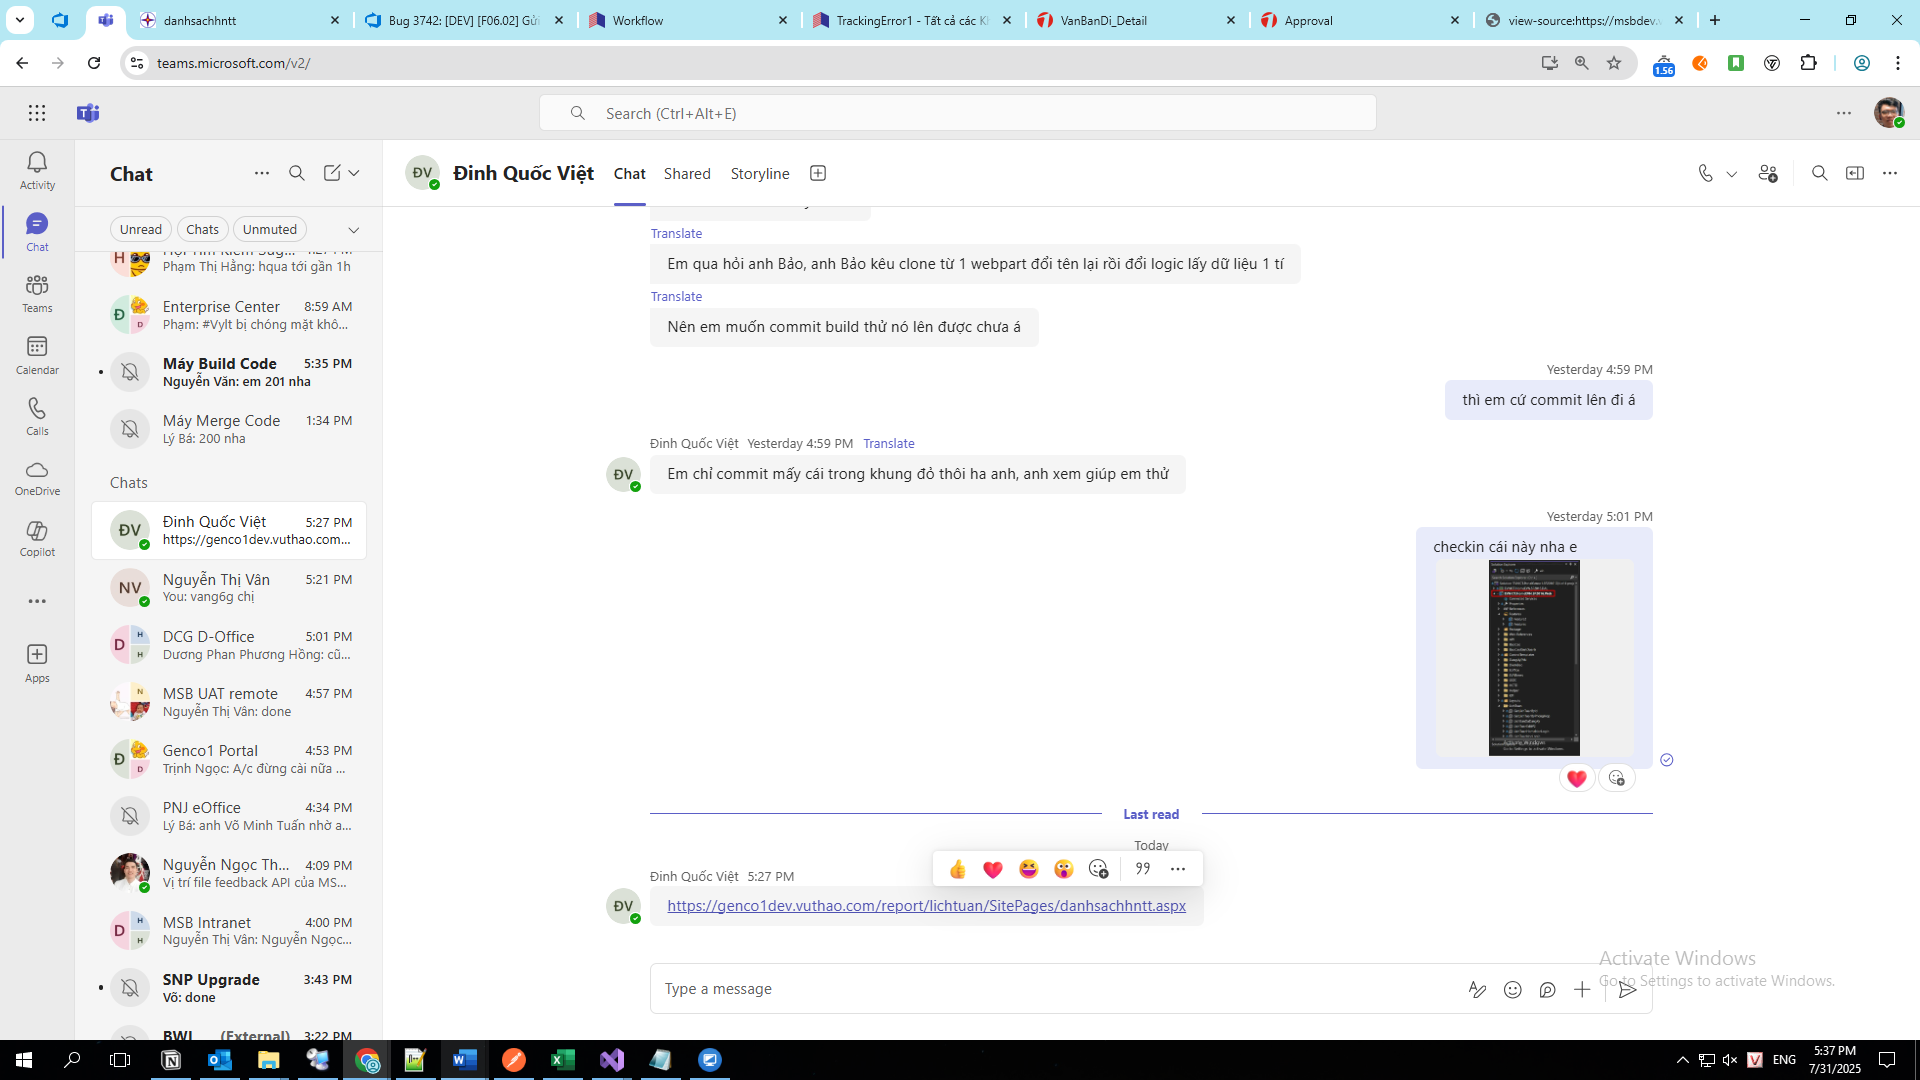 danhsachhntt
Bug 3742: [DEV] [F06.02] Gửi
Workflow
TrackingError1 - Tất cả các K
VanBanDi_Detail
Approval
view-source:https://msbdev.
teams.microsoft.com/v2/
1.56
Search (Ctrl+Alt+E)
Activity
Chat
Teams
Calendar
Calls
OneDrive
Copilot
Apps
Chat
Unread
Chats
Unmuted
Phạm Thị Hằng: hqua tới gần 1h
Enterprise Center 8:59 AM
Phạm: #Vylt bị chóng mặt khô...
Máy Build Code 5:35 PM
Nguyễn Văn: em 201 nha
Máy Merge Code 1:34 PM
Lý Bá: 200 nha
Chats
ĐV Đinh Quốc Việt 5:27 PM
https://genco1dev.vuthao.com...
NV Nguyễn Thị Vân 5:21 PM
You: vang6g chị
DCG D-Office 5:01 PM
Dương Phan Phương Hồng: cũ...
MSB UAT remote 4:57 PM
Nguyễn Thị Vân: done
Genco1 Portal 4:53 PM
Trịnh Ngọc: A/c đừng cài nữa ...
PNJ eOffice 4:34 PM
Lý Bá: anh Võ Minh Tuấn nhờ a...
Nguyễn Ngọc Th... 4:09 PM
Vị trí file feedback API của MS...
MSB Intranet 4:00 PM
Nguyễn Thị Vân: Nguyễn Ngọc...
SNP Upgrade 3:43 PM
Võ: done
BWI (External) 3:22 PM
ĐV Đinh Quốc Việt Chat Shared Storyline
Translate
Em qua hỏi anh Bảo, anh Bảo kêu clone từ 1 webpart đổi tên lại rồi đổi logic lấy dữ liệu 1 tí
Translate
Nên em muốn commit build thử nó lên được chưa á
Yesterday 4:59 PM
thì em cứ commit lên đi á
Đinh Quốc Việt Yesterday 4:59 PM Translate
ĐV Em chỉ commit mấy cái trong khung đỏ thôi ha anh, anh xem giúp em thử
Yesterday 5:01 PM
checkin cái này nha e
Last read
Today
Đinh Quốc Việt 5:27 PM
ĐV https://genco1dev.vuthao.com/report/lichtuan/SitePages/danhsachhntt.aspx
Type a message
Activate Windows
Go to Settings to activate Windows.
ENG
5:37 PM
7/31/2025